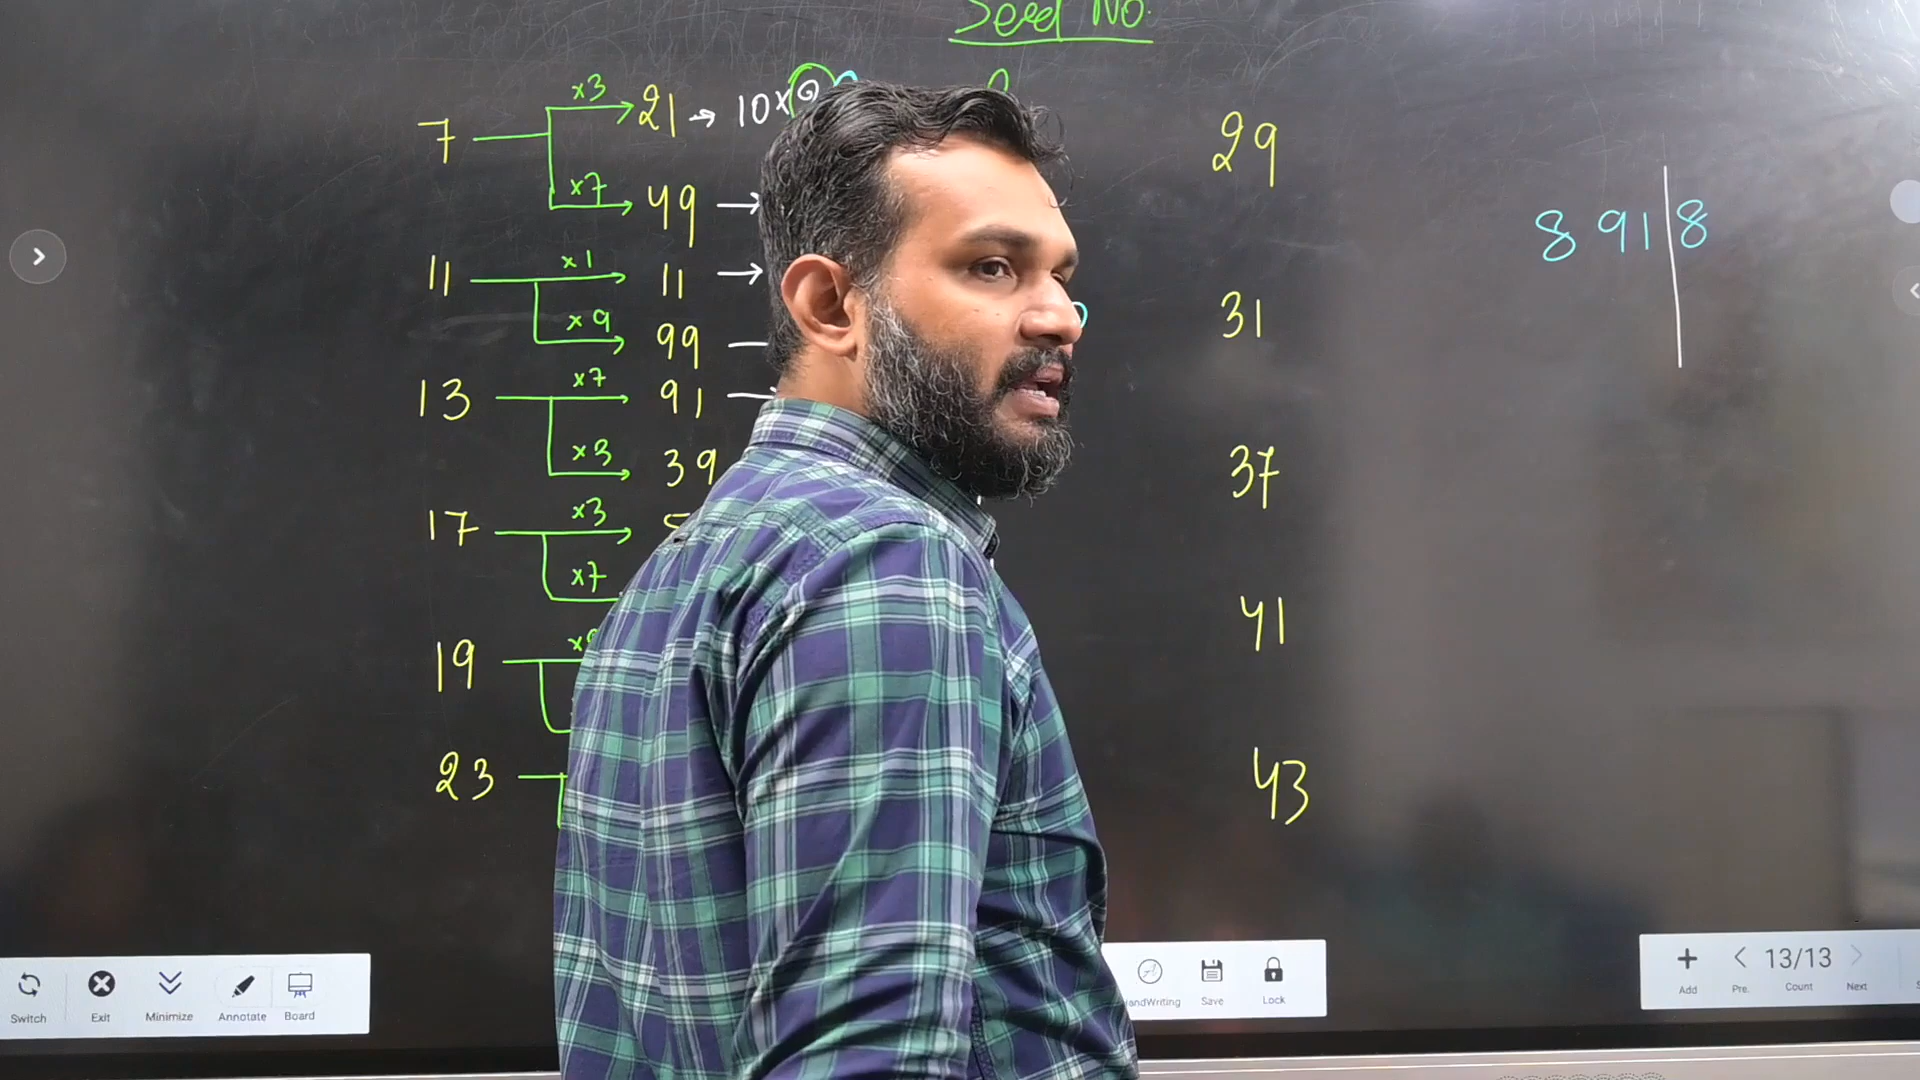 Seed No.
7 ×3 21 → 10×2
×7 49 →
11 ×1 11 →
×9 99
13 ×7 91
×3 39
17 ×3
×7
19
23
29
31
37
41
43
891|8
Switch Exit Minimize Annotate Board
HandWriting Save Lock
13/13
Add Pre. Count Next